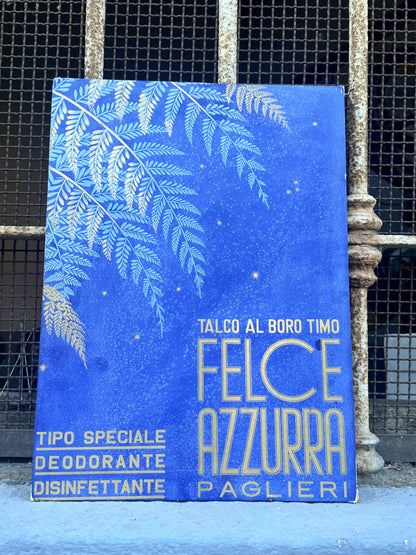 TALCO AL BORO TIMO
FELCE
AZZURRA
PAGLIERI
TIPO SPECIALE
DEODORANTE
DISINFETTANTE